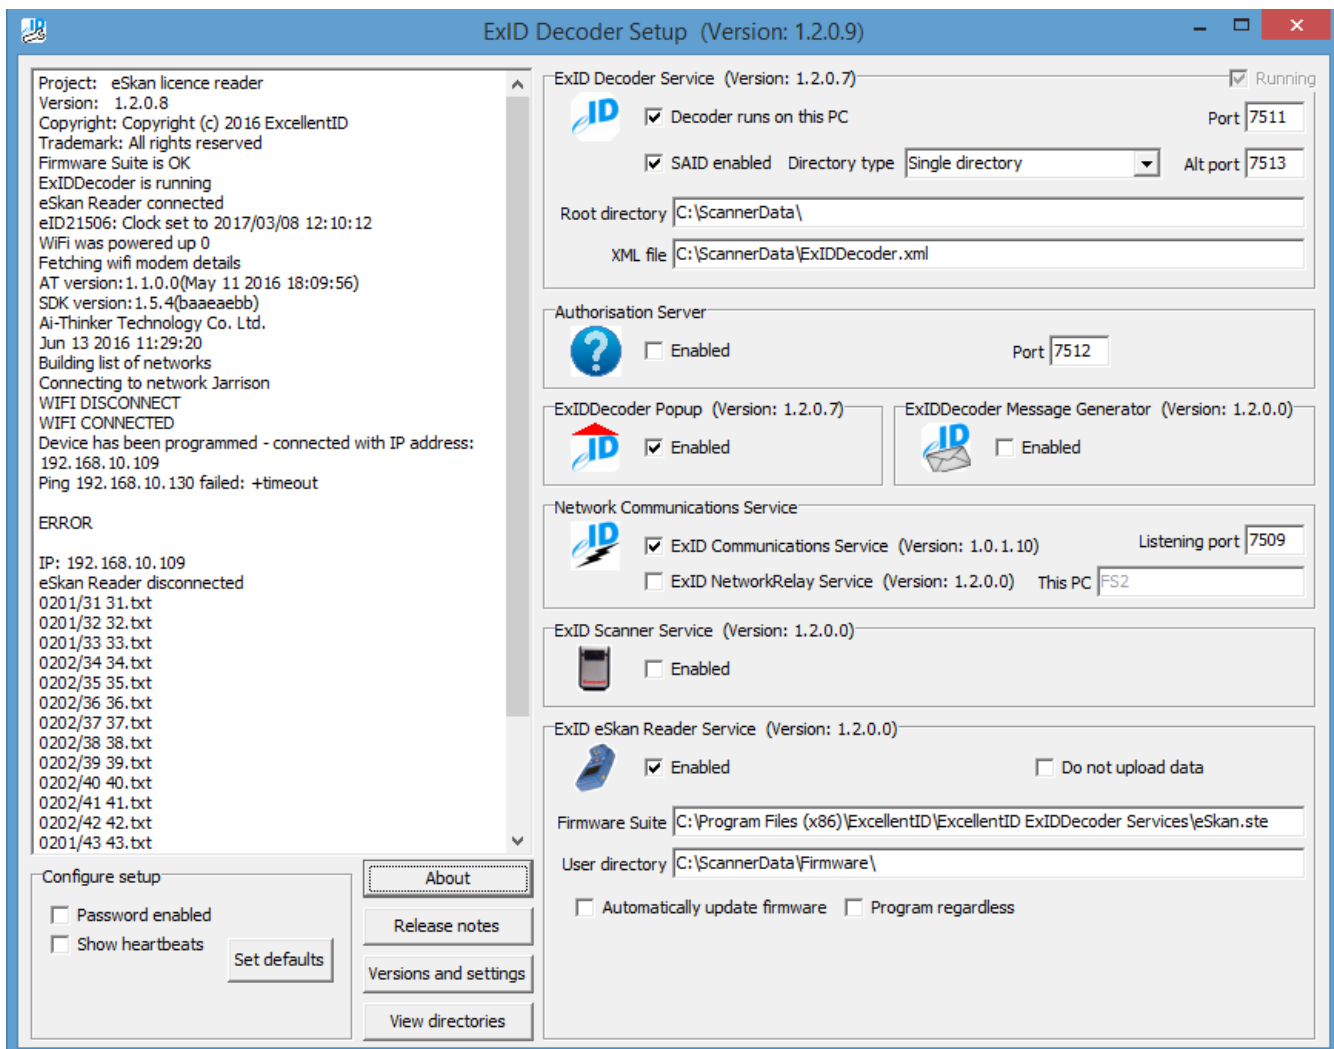 ExID Decoder Setup (Version: 1.2.0.9)
Project: eSkan licence reader
Version: 1.2.0.8
Copyright: Copyright (c) 2016 ExcellentID
Trademark: All rights reserved
Firmware Suite is OK
ExIDDecoder is running
eSkan Reader connected
eID21506: Clock set to 2017/03/08 12:10:12
WiFi was powered up 0
Fetching wifi modem details
AT version:1.1.0.0(May 11 2016 18:09:56)
SDK version:1.5.4(baaeaebb)
Ai-Thinker Technology Co. Ltd.
Jun 13 2016 11:29:20
Building list of networks
Connecting to network Jarrison
WIFI DISCONNECT
WIFI CONNECTED
Device has been programmed - connected with IP address:
192.168.10.109
Ping 192.168.10.130 failed: +timeout
ERROR
IP: 192.168.10.109
eSkan Reader disconnected
0201/31 31.txt
0201/32 32.txt
0201/33 33.txt
0202/34 34.txt
0202/35 35.txt
0202/36 36.txt
0202/37 37.txt
0202/38 38.txt
0202/39 39.txt
0202/40 40.txt
0202/41 41.txt
0202/42 42.txt
0201/43 43.txt
Configure setup
Password enabled
Show heartbeats
Set defaults
About
Release notes
Versions and settings
View directories
ExID Decoder Service (Version: 1.2.0.7) Running
eID Decoder runs on this PC Port 7511
SAID enabled Directory type Single directory Alt port 7513
Root directory C:\ScannerData\
XML file C:\ScannerData\ExIDDecoder.xml
Authorisation Server
? Enabled Port 7512
ExIDDecoder Popup (Version: 1.2.0.7)
eID Enabled
ExIDDecoder Message Generator (Version: 1.2.0.0)
eID Enabled
Network Communications Service
eID ExID Communications Service (Version: 1.0.1.10) Listening port 7509
ExID NetworkRelay Service (Version: 1.2.0.0) This PC FS2
ExID Scanner Service (Version: 1.2.0.0)
Enabled
ExID eSkan Reader Service (Version: 1.2.0.0)
Enabled Do not upload data
Firmware Suite C:\Program Files (x86)\ExcellentID\ExcellentID ExIDDecoder Services\eSkan.ste
User directory C:\ScannerData\Firmware\
Automatically update firmware Program regardless